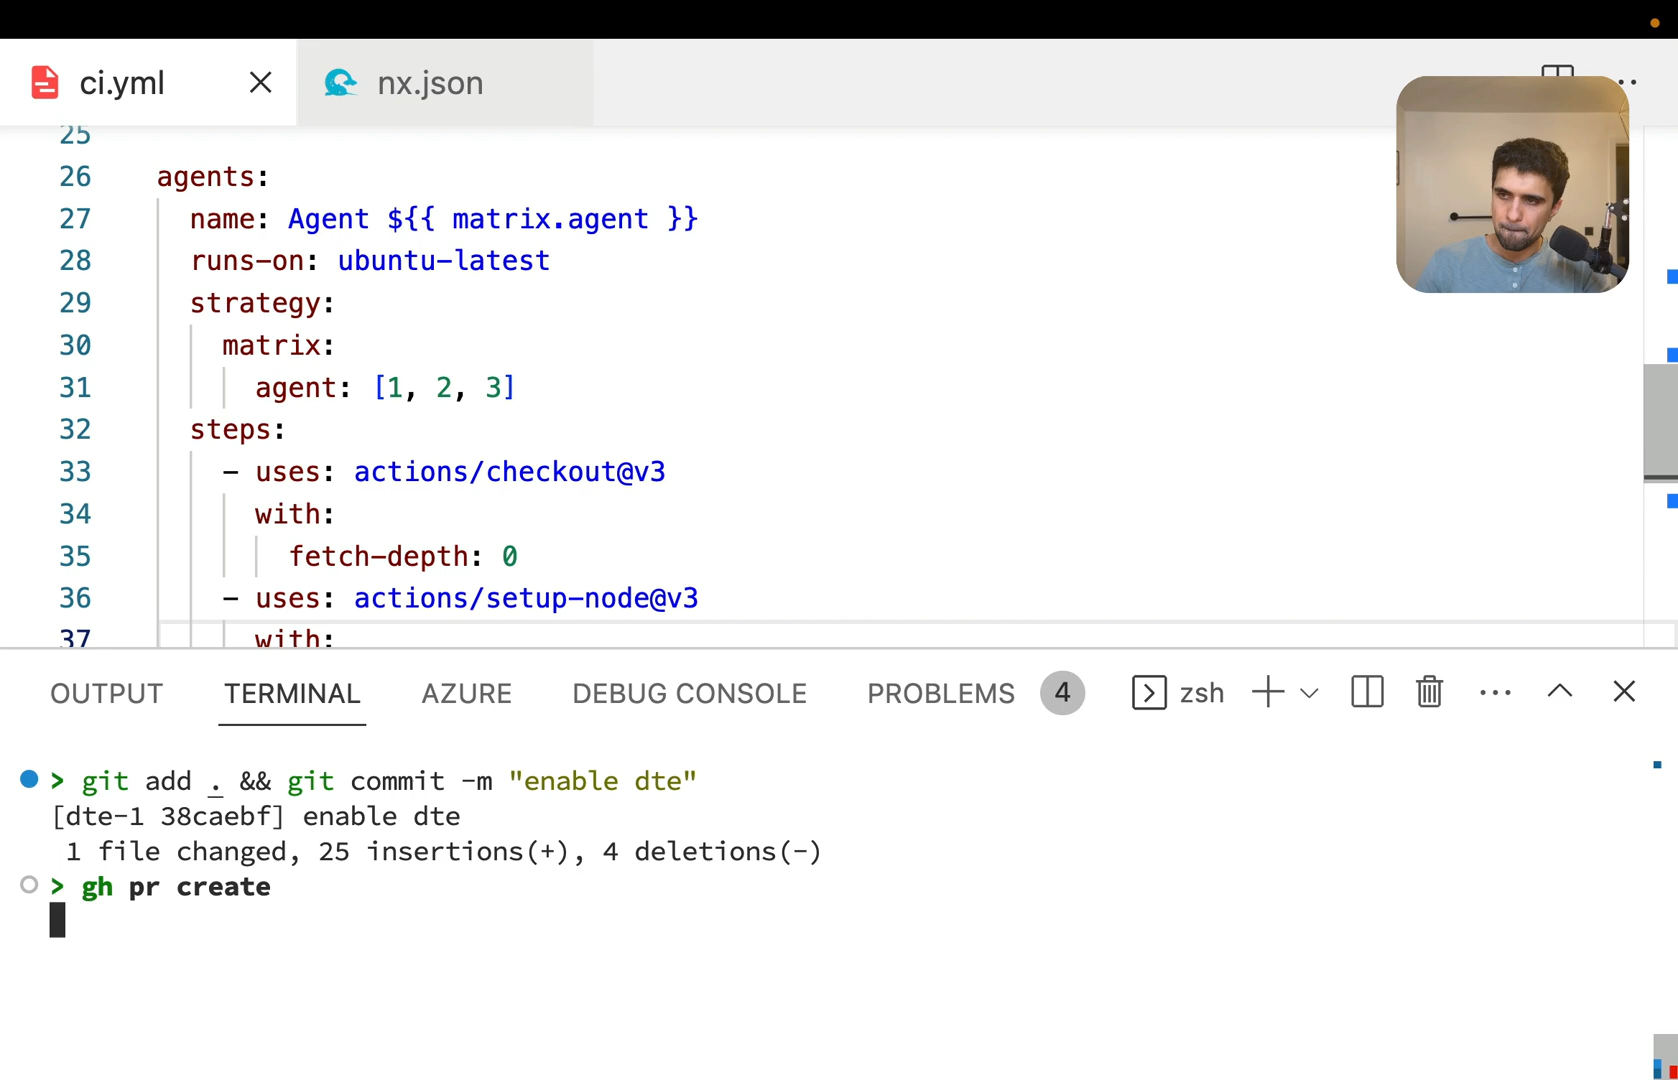 ci.yml
nx.json
25
26 agents:
27 name: Agent ${{ matrix.agent }}
28 runs-on: ubuntu-latest
29 strategy:
30 matrix:
31 agent: [1, 2, 3]
32 steps:
33 - uses: actions/checkout@v3
34 with:
35 fetch-depth: 0
36 - uses: actions/setup-node@v3
37 with:
OUTPUT TERMINAL AZURE DEBUG CONSOLE PROBLEMS 4 zsh
> git add . && git commit -m "enable dte"
[dte-1 38caebf] enable dte
1 file changed, 25 insertions(+), 4 deletions(-)
> gh pr create